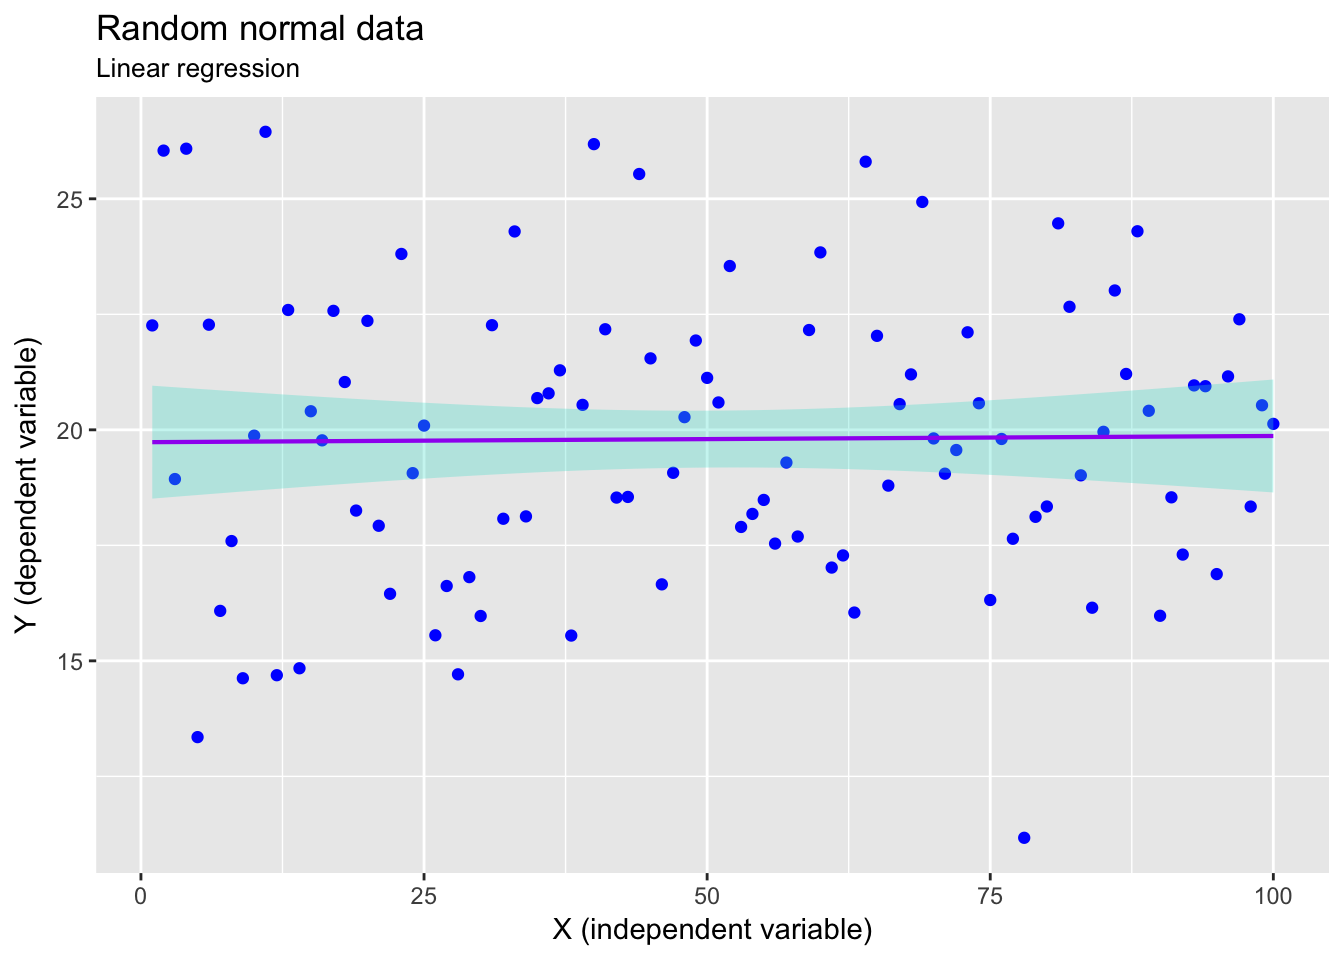 Random normal data
Linear regression
Y (dependent variable)
25
20
15
0
25
50
75
100
X (independent variable)